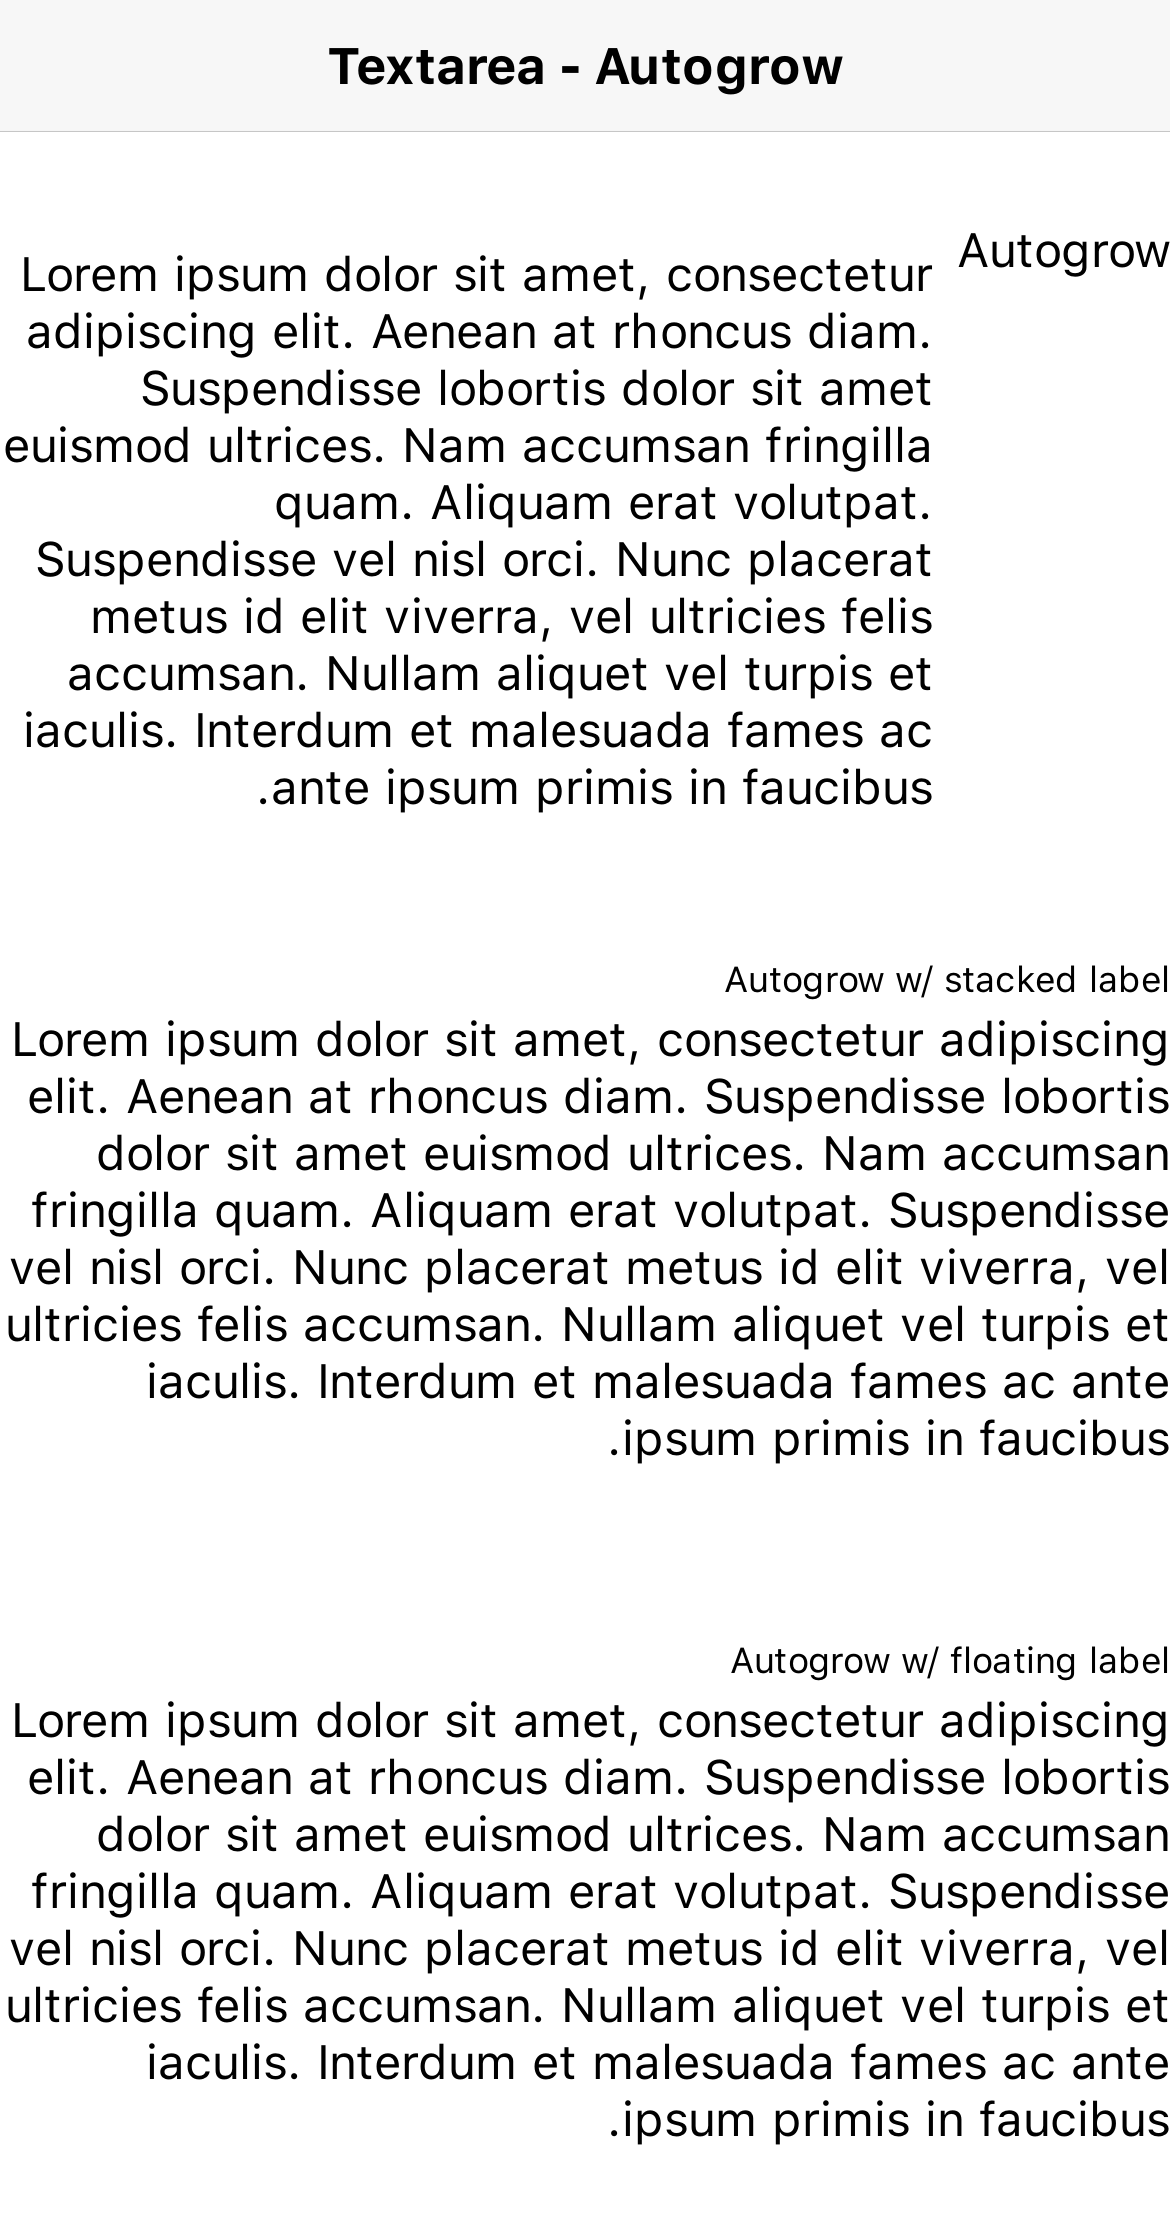 Textarea - Autogrow
Autogrow
Lorem ipsum dolor sit amet, consectetur
adipiscing elit. Aenean at rhoncus diam.
Suspendisse lobortis dolor sit amet
euismod ultrices. Nam accumsan fringilla
quam. Aliquam erat volutpat.
Suspendisse vel nisl orci. Nunc placerat
metus id elit viverra, vel ultricies felis
accumsan. Nullam aliquet vel turpis et
iaculis. Interdum et malesuada fames ac
.ante ipsum primis in faucibus
Autogrow w/ stacked label
Lorem ipsum dolor sit amet, consectetur adipiscing
elit. Aenean at rhoncus diam. Suspendisse lobortis
dolor sit amet euismod ultrices. Nam accumsan
fringilla quam. Aliquam erat volutpat. Suspendisse
vel nisl orci. Nunc placerat metus id elit viverra, vel
ultricies felis accumsan. Nullam aliquet vel turpis et
iaculis. Interdum et malesuada fames ac ante
.ipsum primis in faucibus
Autogrow w/ floating label
Lorem ipsum dolor sit amet, consectetur adipiscing
elit. Aenean at rhoncus diam. Suspendisse lobortis
dolor sit amet euismod ultrices. Nam accumsan
fringilla quam. Aliquam erat volutpat. Suspendisse
vel nisl orci. Nunc placerat metus id elit viverra, vel
ultricies felis accumsan. Nullam aliquet vel turpis et
iaculis. Interdum et malesuada fames ac ante
.ipsum primis in faucibus